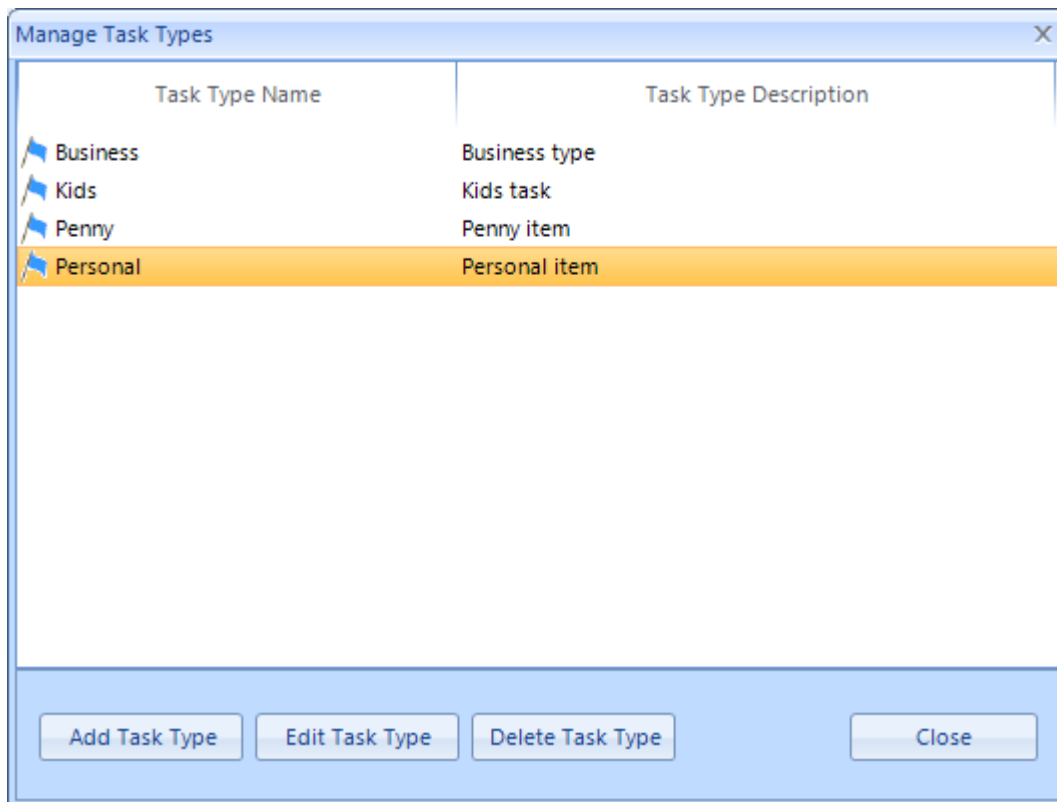 Manage Task Types
Task Type Name Task Type Description
Business Business type
Kids Kids task
Penny Penny item
Personal Personal item
Add Task Type Edit Task Type Delete Task Type Close